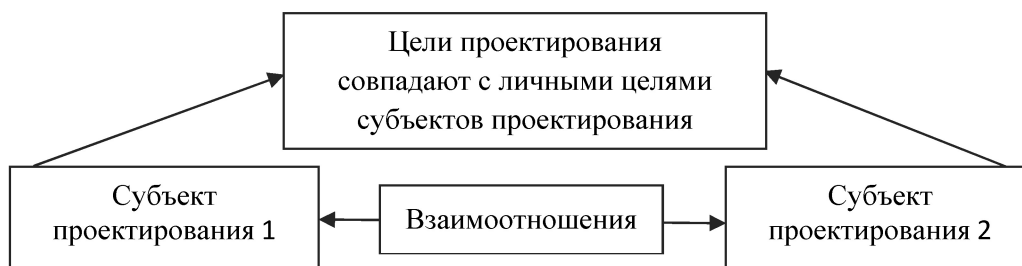 Цели проектирования
совпадают с личными целями
субъектов проектирования
Субъект
проектирования 1
Взаимоотношения
Субъект
проектирования 2